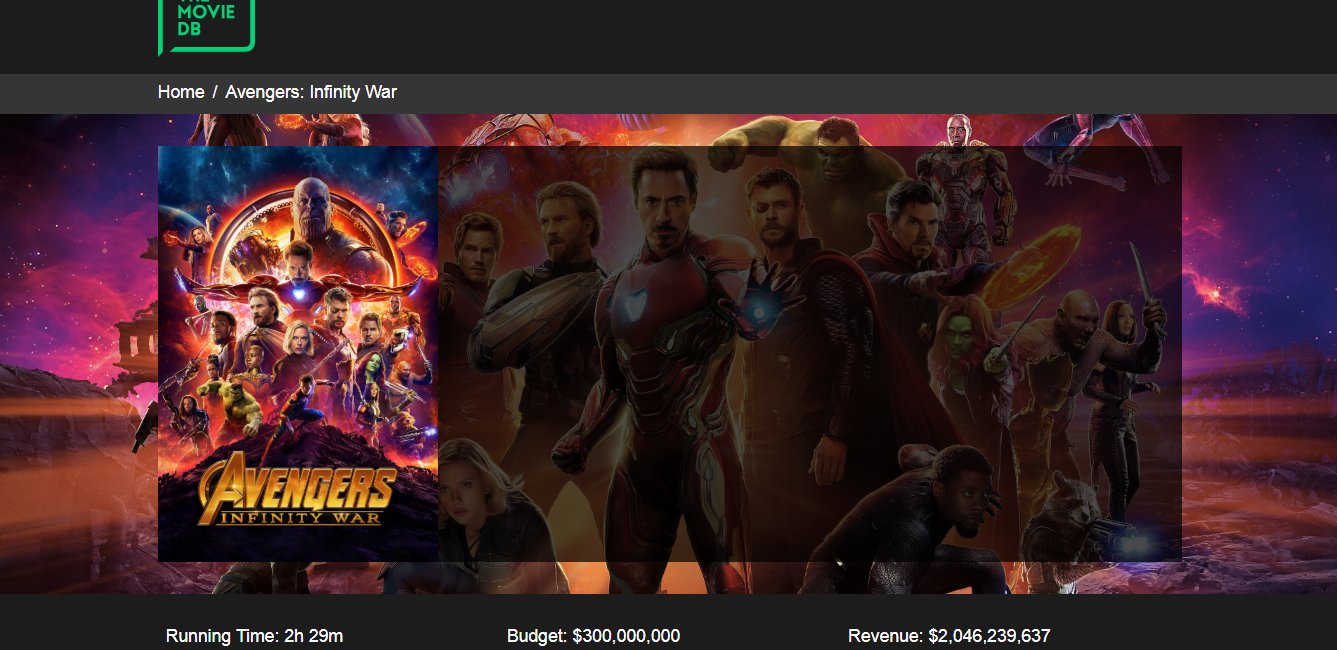 MOVIE
DB
Home / Avengers: Infinity War
AVENGERS
INFINITY WAR
Running Time: 2h 29m
Budget: $300,000,000
Revenue: $2,046,239,637